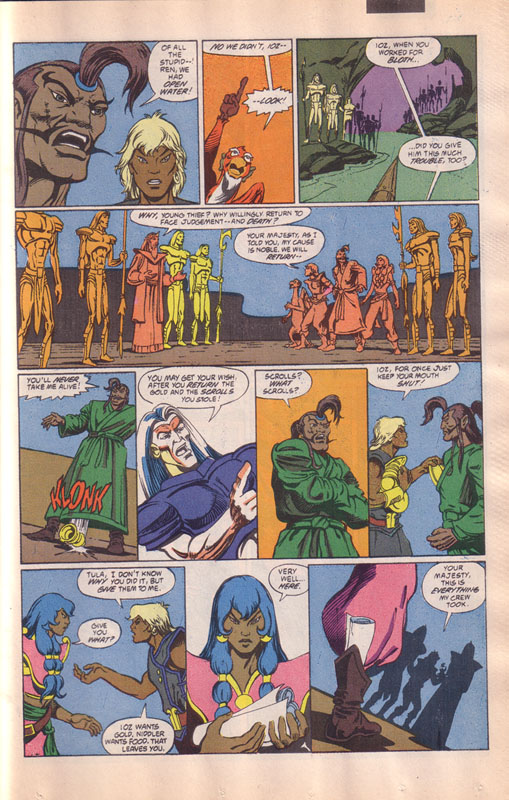 OF ALL
THE
STUPID--!
REN, WE
HAD
OPEN
WATER!
NO WE DIDN'T, IOZ--
--LOOK!
IOZ, WHEN YOU
WORKED FOR
BLOTH...
...DID YOU GIVE
HIM THIS MUCH
TROUBLE, TOO?
WHY, YOUNG THIEF? WHY WILLINGLY RETURN TO
FACE JUDGEMENT--AND DEATH?
YOUR MAJESTY, AS I
TOLD YOU, MY CAUSE
IS NOBLE. WE WILL
RETURN--
YOU'LL NEVER
TAKE ME ALIVE!
KLONK
YOU MAY GET YOUR WISH,
AFTER YOU RETURN THE
GOLD AND THE SCROLLS
YOU STOLE!
SCROLLS?
WHAT
SCROLLS?
IOZ, FOR ONCE JUST
KEEP YOUR MOUTH
SHUT!
TULA, I DON'T KNOW
WHY YOU DID IT, BUT
GIVE THEM TO ME.
GIVE
YOU
WHAT?
IOZ WANTS
GOLD, NIDDLER
WANTS FOOD. THAT
LEAVES YOU.
VERY
WELL...
HERE.
YOUR
MAJESTY,
THIS IS
EVERYTHING
MY CREW
TOOK.